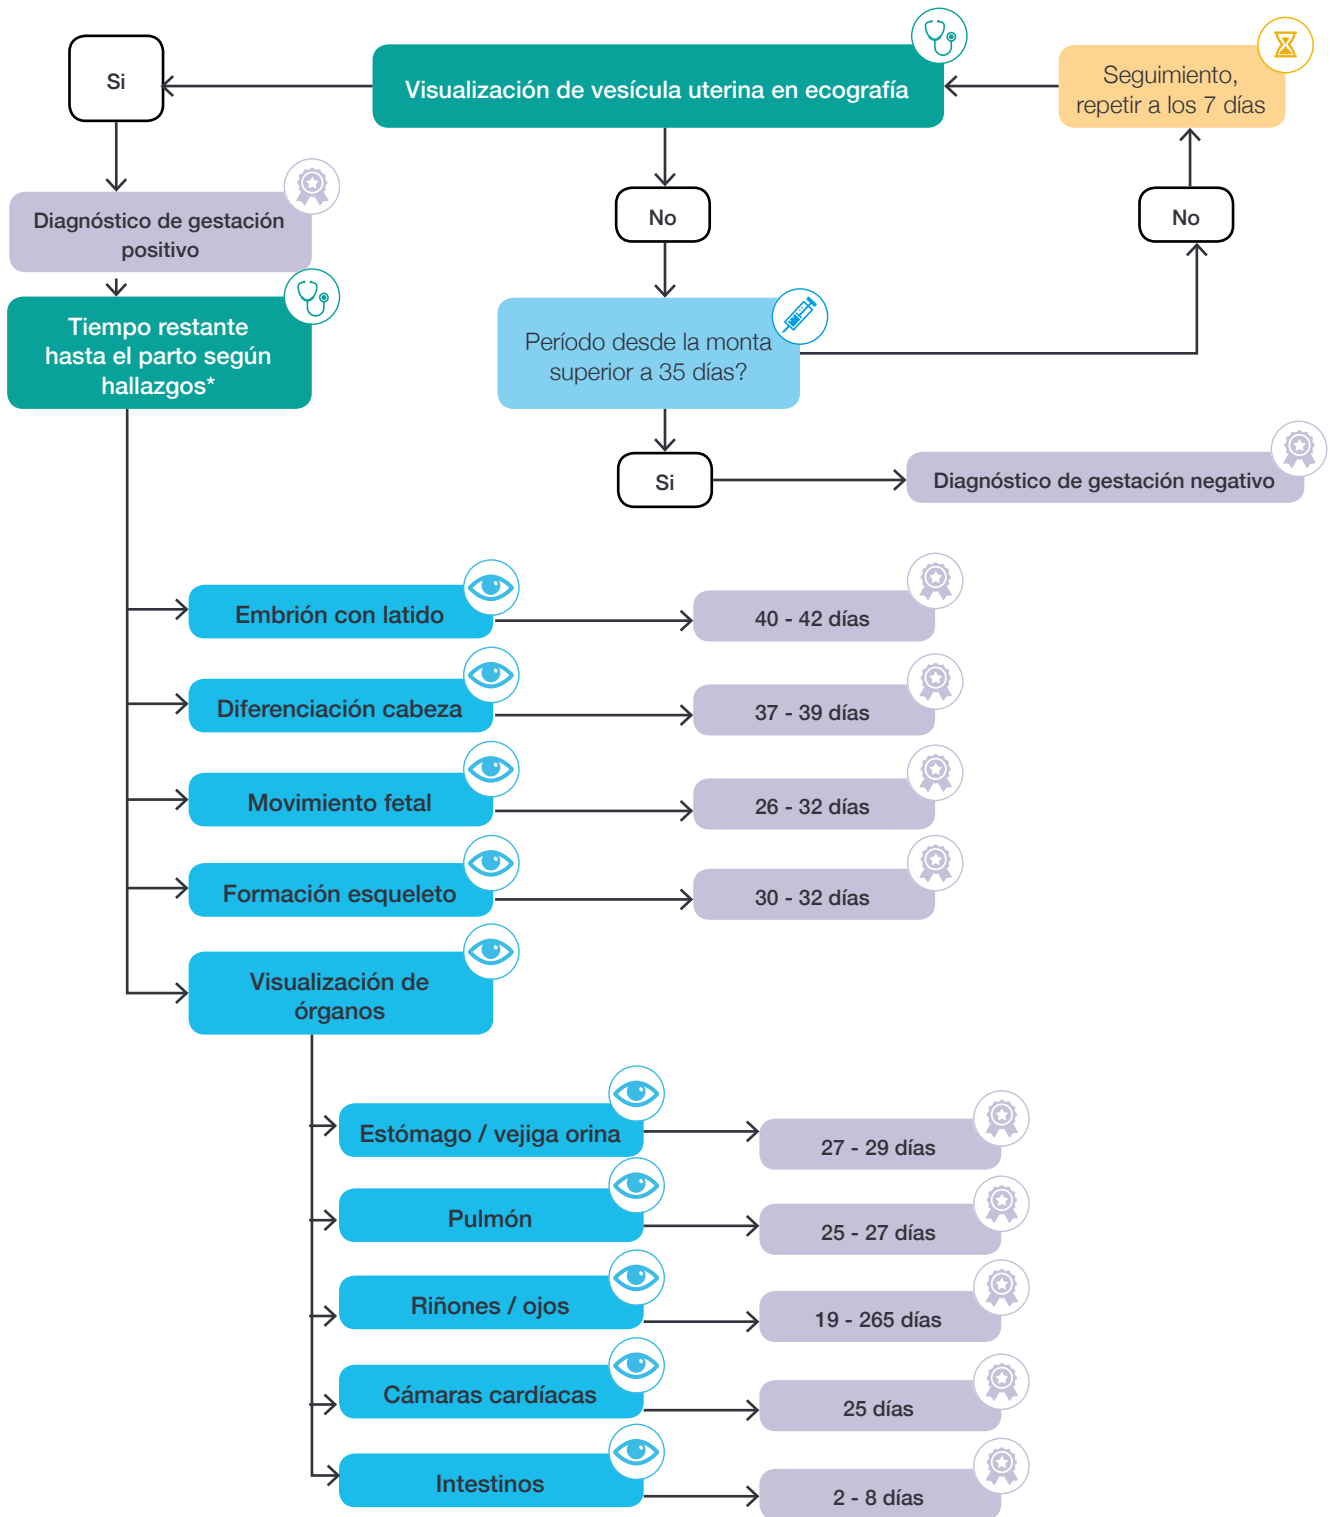 Si
Visualización de vesícula uterina en ecografía
Seguimiento,
repetir a los 7 días
Diagnóstico de gestación
positivo
No
No
Tiempo restante
hasta el parto según
hallazgos*
Período desde la monta
superior a 35 días?
Si
Diagnóstico de gestación negativo
Embrión con latido
40 - 42 días
Diferenciación cabeza
37 - 39 días
Movimiento fetal
26 - 32 días
Formación esqueleto
30 - 32 días
Visualización de
órganos
Estómago / vejiga orina
27 - 29 días
Pulmón
25 - 27 días
Riñones / ojos
19 - 265 días
Cámaras cardíacas
25 días
Intestinos
2 - 8 días